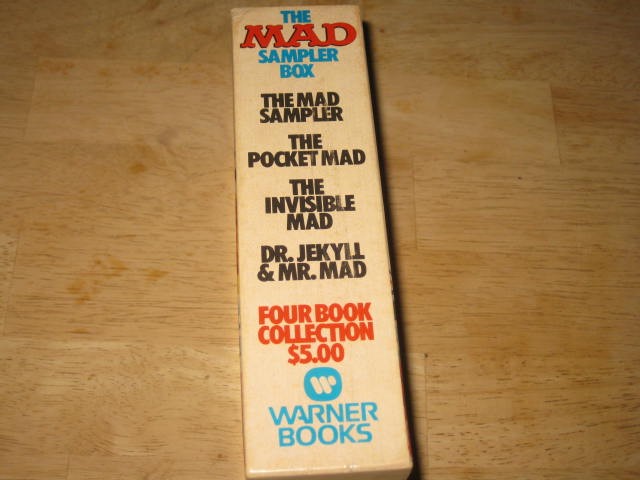 THE
MAD
SAMPLER
BOX
THE MAD
SAMPLER
THE
POCKET MAD
THE
INVISIBLE
MAD
DR. JEKYLL
& MR. MAD
FOUR BOOK
COLLECTION
$5.00
WARNER
BOOKS